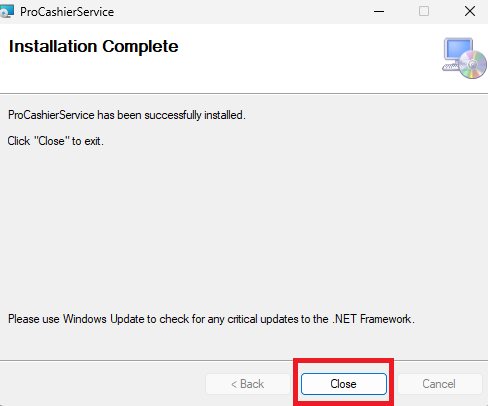 ProCashierService
Installation Complete
ProCashierService has been successfully installed.
Click "Close" to exit.
Please use Windows Update to check for any critical updates to the .NET Framework.
< Back
Close
Cancel